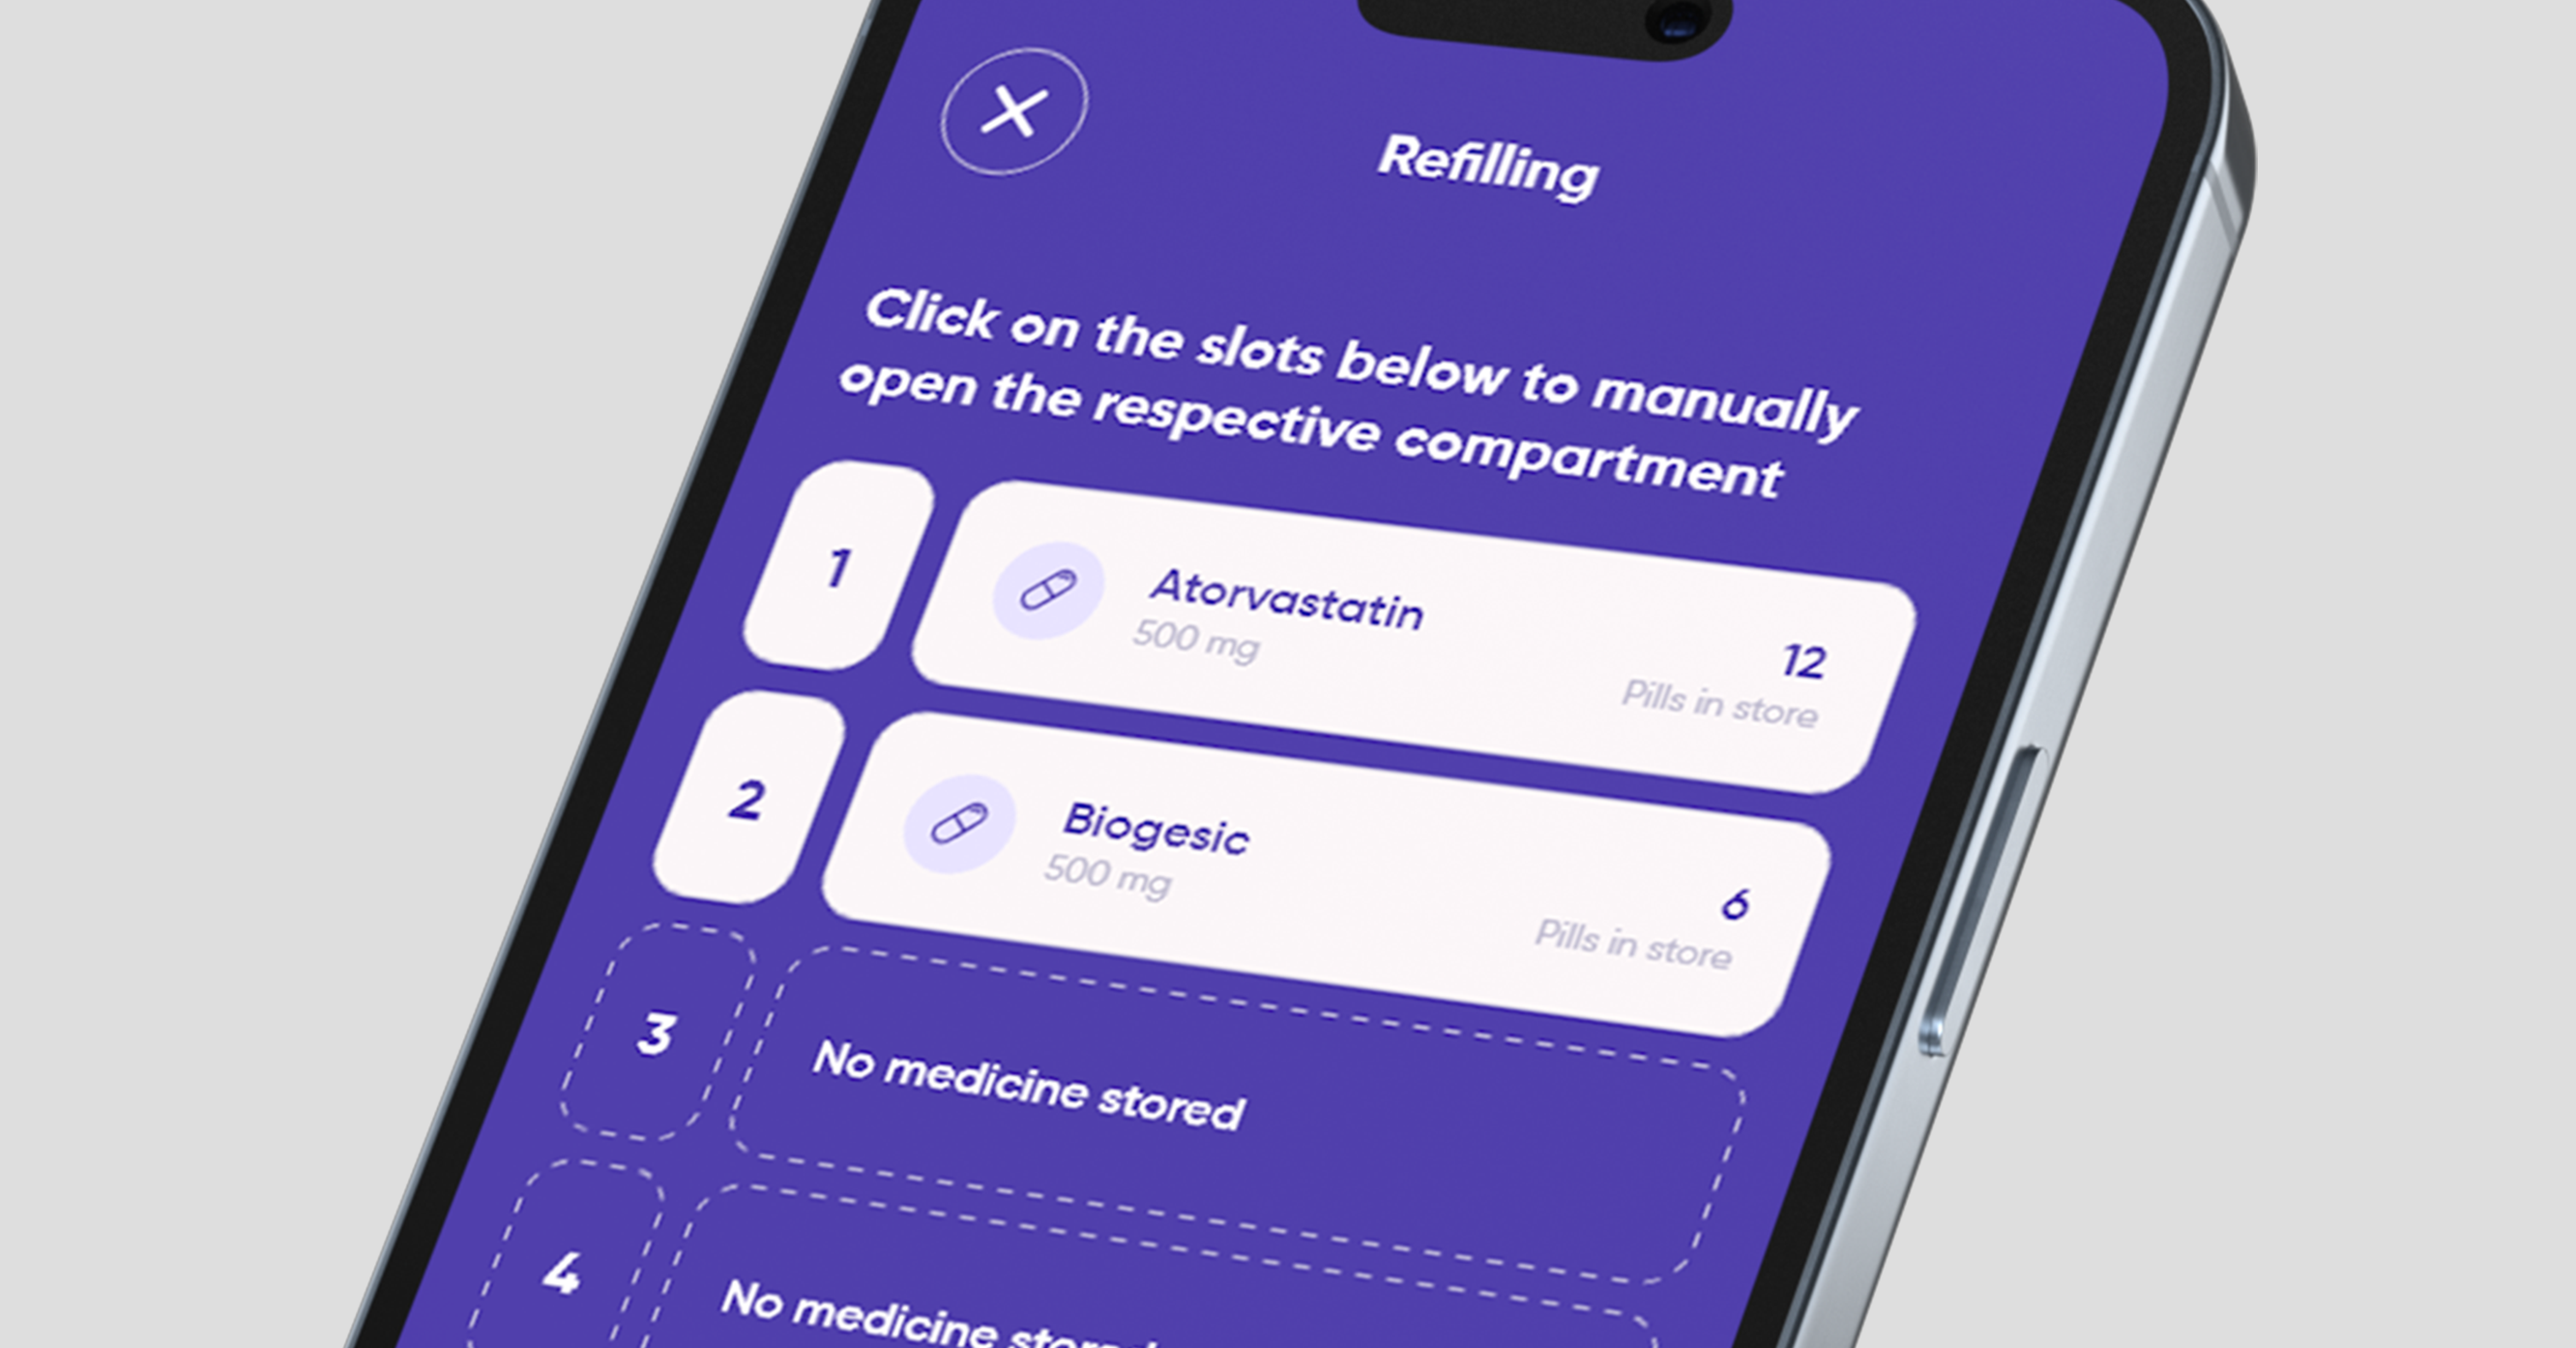 Refilling
Click on the slots below to manually
open the respective compartment
1
Atorvastatin
500 mg
12
Pills in store
2
Biogesic
500 mg
6
Pills in store
3
No medicine stored
4
No medicine stored